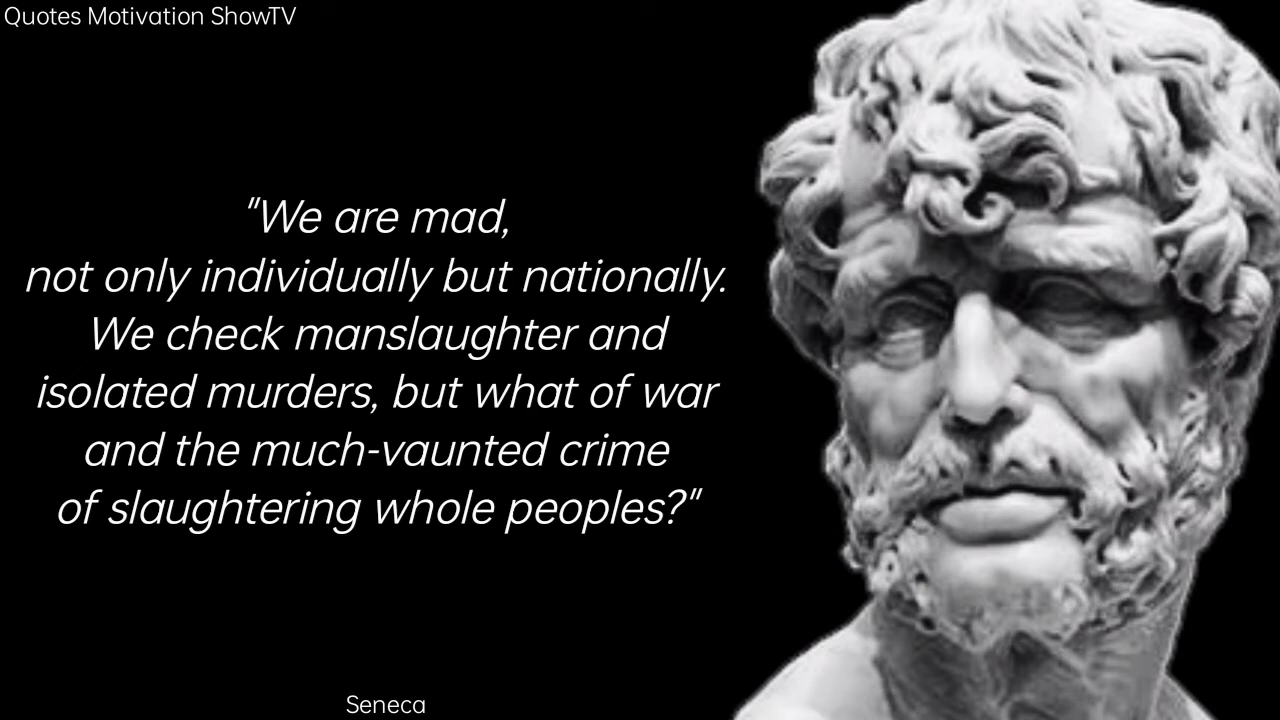 Quotes Motivation ShowTV
"We are mad,
not only individually but nationally.
We check manslaughter and
isolated murders, but what of war
and the much-vaunted crime
of slaughtering whole peoples?"
Seneca